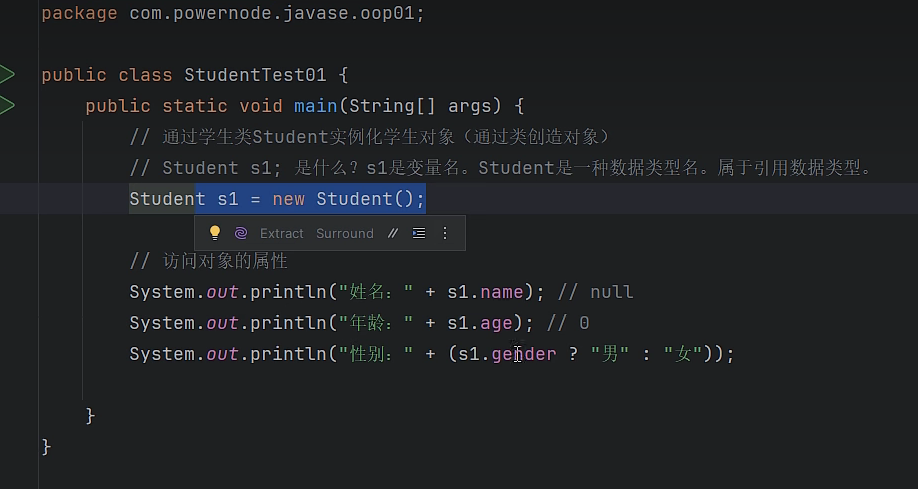 package com.powernode.javase.oop01;
public class StudentTest01 {
public static void main(String[] args) {
// 通过学生类Student实例化学生对象（通过类创造对象）
// Student s1; 是什么？s1是变量名。Student是一种数据类型名。属于引用数据类型。
Student s1 = new Student();
Extract Surround //
// 访问对象的属性
System.out.println("姓名：" + s1.name); // null
System.out.println("年龄：" + s1.age); // 0
System.out.println("性别：" + (s1.gender ? "男" : "女"));
}
}